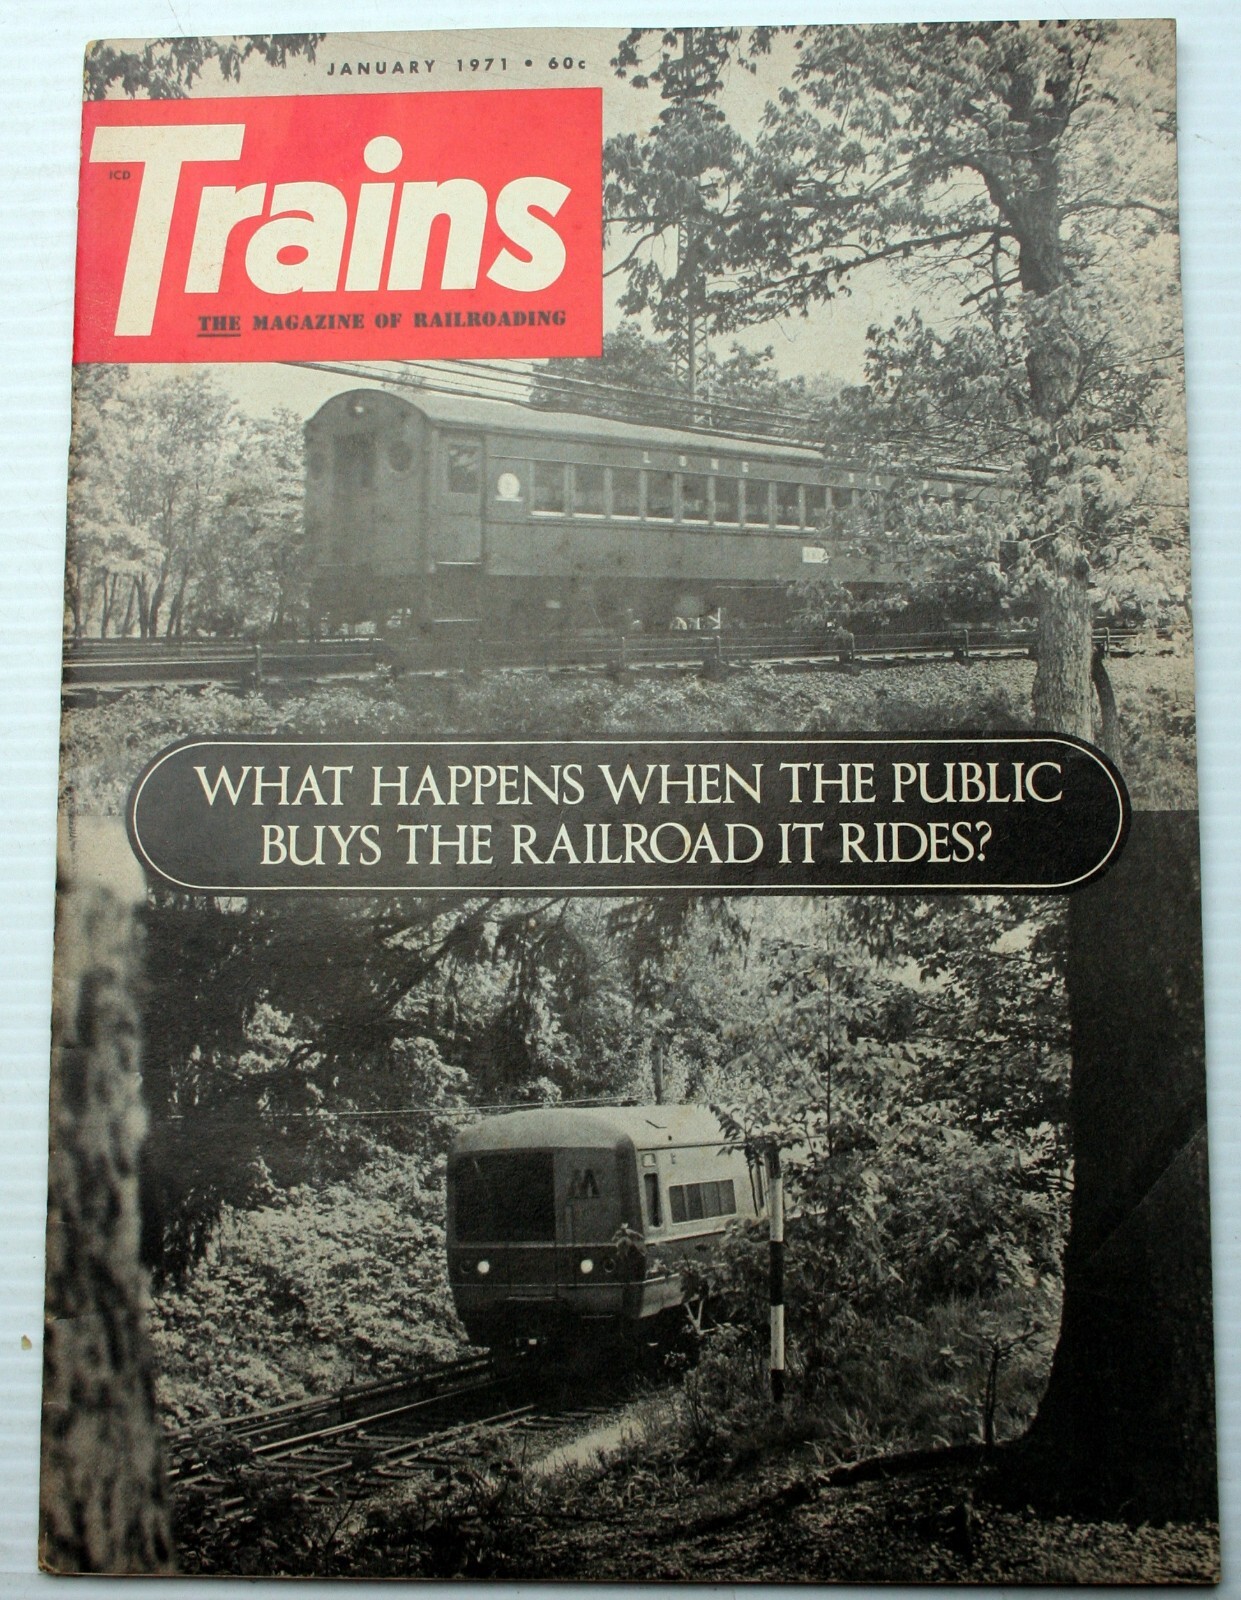 JANUARY 1971 • 60c
ICD
Trains
THE MAGAZINE OF RAILROADING
LONG
WHAT HAPPENS WHEN THE PUBLIC
BUYS THE RAILROAD IT RIDES?
M